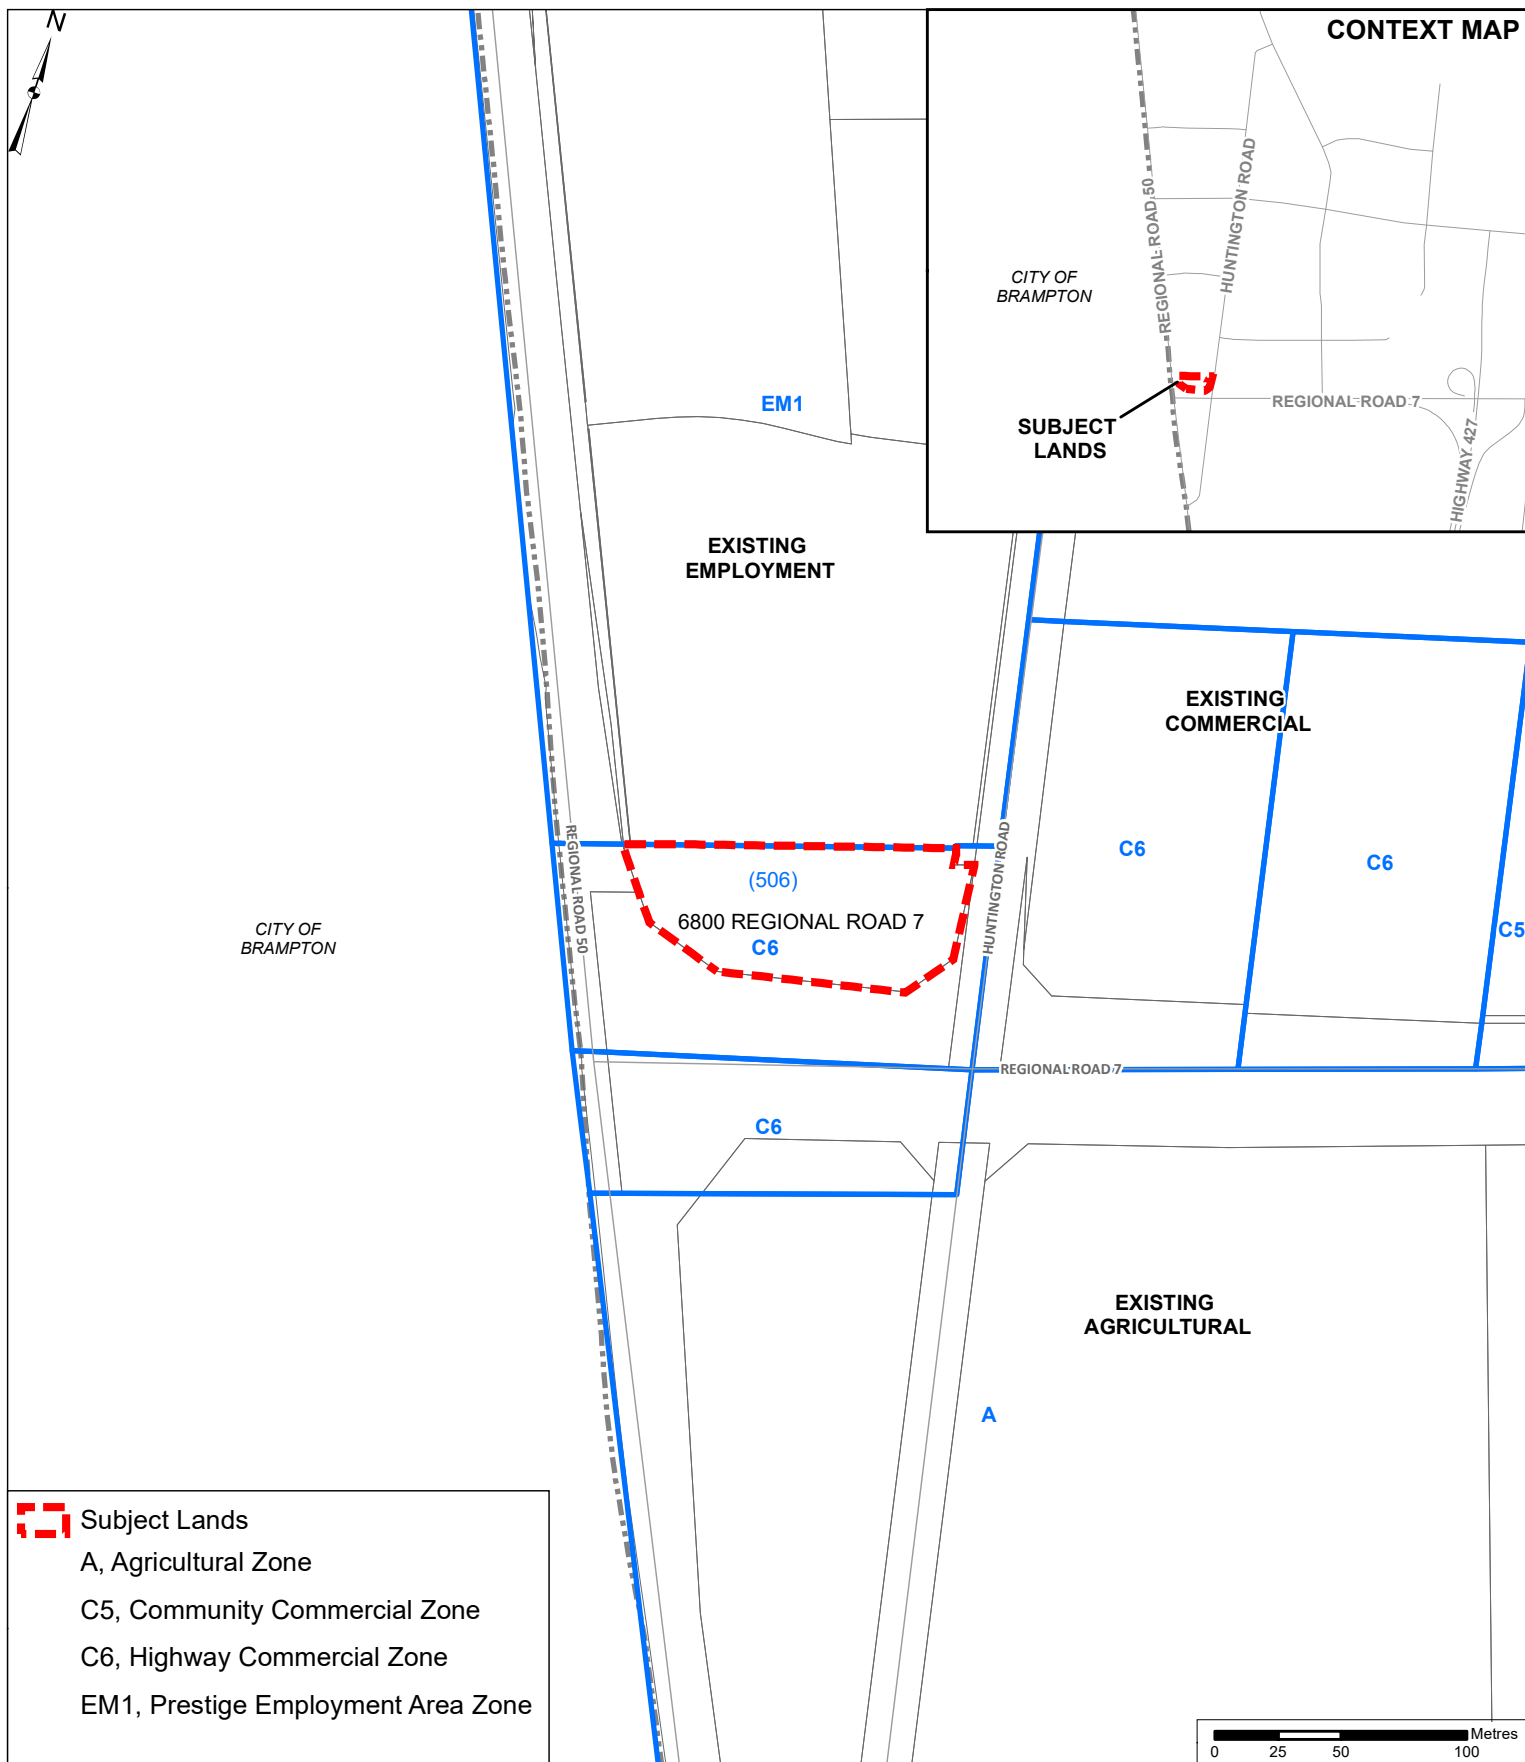 N
CONTEXT MAP
REGIONAL ROAD 50
HUNTINGTON ROAD
CITY OF
BRAMPTON
SUBJECT
LANDS
REGIONAL ROAD 7
HIGHWAY 427
EM1
EXISTING
EMPLOYMENT
EXISTING
COMMERCIAL
REGIONAL ROAD 50
HUNTINGTON ROAD
C6
C6
(506)
6800 REGIONAL ROAD 7
C6
C5
CITY OF
BRAMPTON
REGIONAL ROAD 7
C6
EXISTING
AGRICULTURAL
A
Subject Lands
A, Agricultural Zone
C5, Community Commercial Zone
C6, Highway Commercial Zone
EM1, Prestige Employment Area Zone
Metres
0 25 50 100